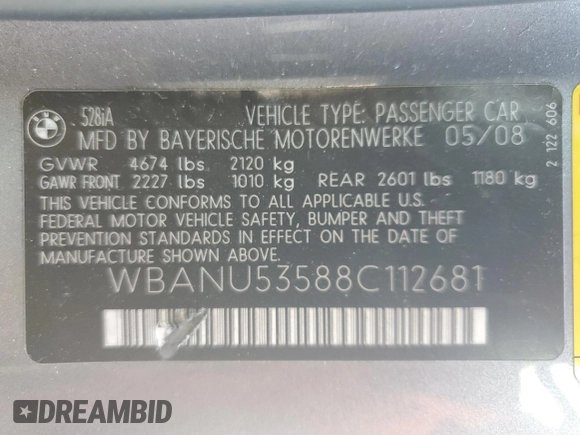 BMW
528iA
VEHICLE TYPE: PASSENGER CAR
MFD BY BAYERISCHE MOTORENWERKE 05/08
GVWR 4674 lbs 2120 kg
GAWR FRONT 2227 lbs 1010 kg REAR 2601 lbs 1180 kg
THIS VEHICLE CONFORMS TO ALL APPLICABLE U.S.
FEDERAL MOTOR VEHICLE SAFETY, BUMPER AND THEFT
PREVENTION STANDARDS IN EFFECT ON THE DATE OF
MANUFACTURE SHOWN ABOVE.
WBANU53588C112681
2 122 606
DREAMBID